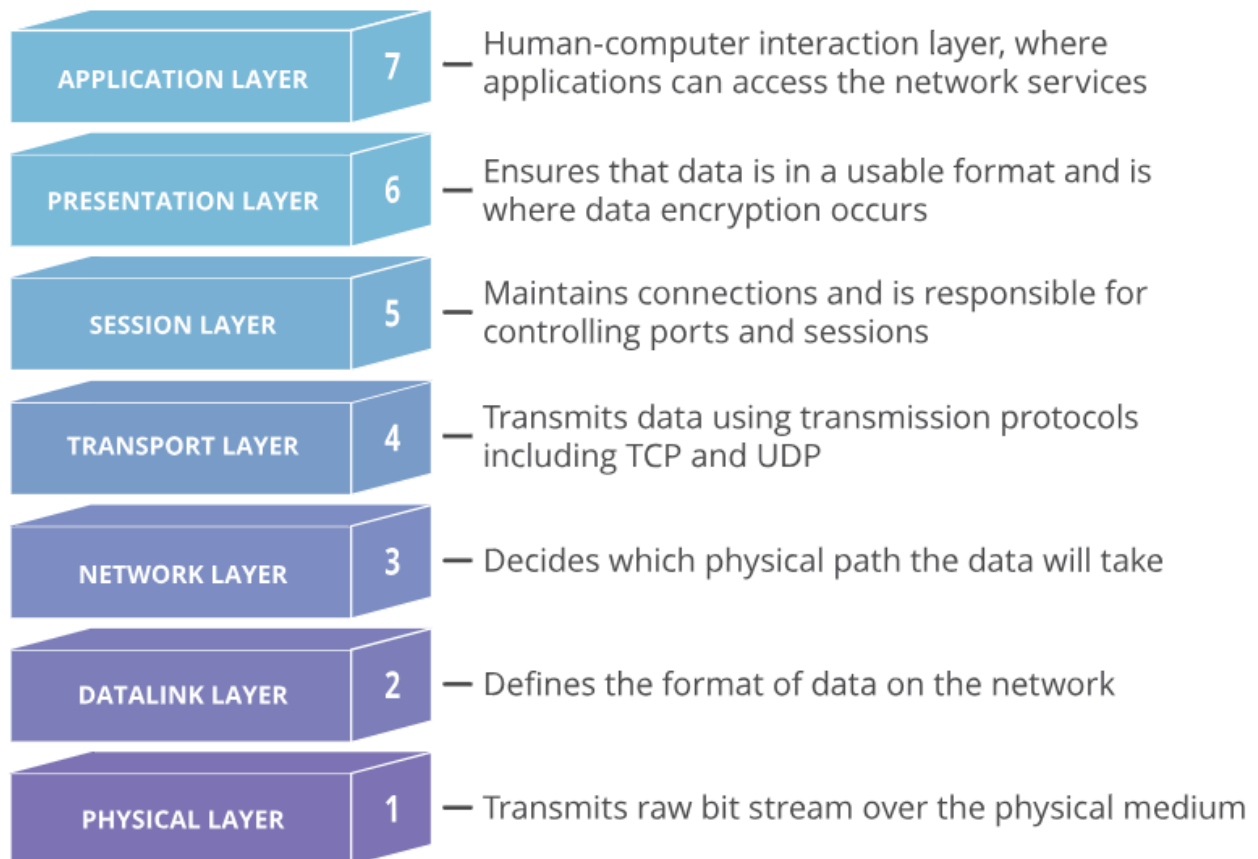 APPLICATION LAYER
7
Human-computer interaction layer, where
applications can access the network services
PRESENTATION LAYER
6
Ensures that data is in a usable format and is
where data encryption occurs
SESSION LAYER
5
Maintains connections and is responsible for
controlling ports and sessions
TRANSPORT LAYER
4
Transmits data using transmission protocols
including TCP and UDP
NETWORK LAYER
3
Decides which physical path the data will take
DATALINK LAYER
2
Defines the format of data on the network
PHYSICAL LAYER
1
Transmits raw bit stream over the physical medium